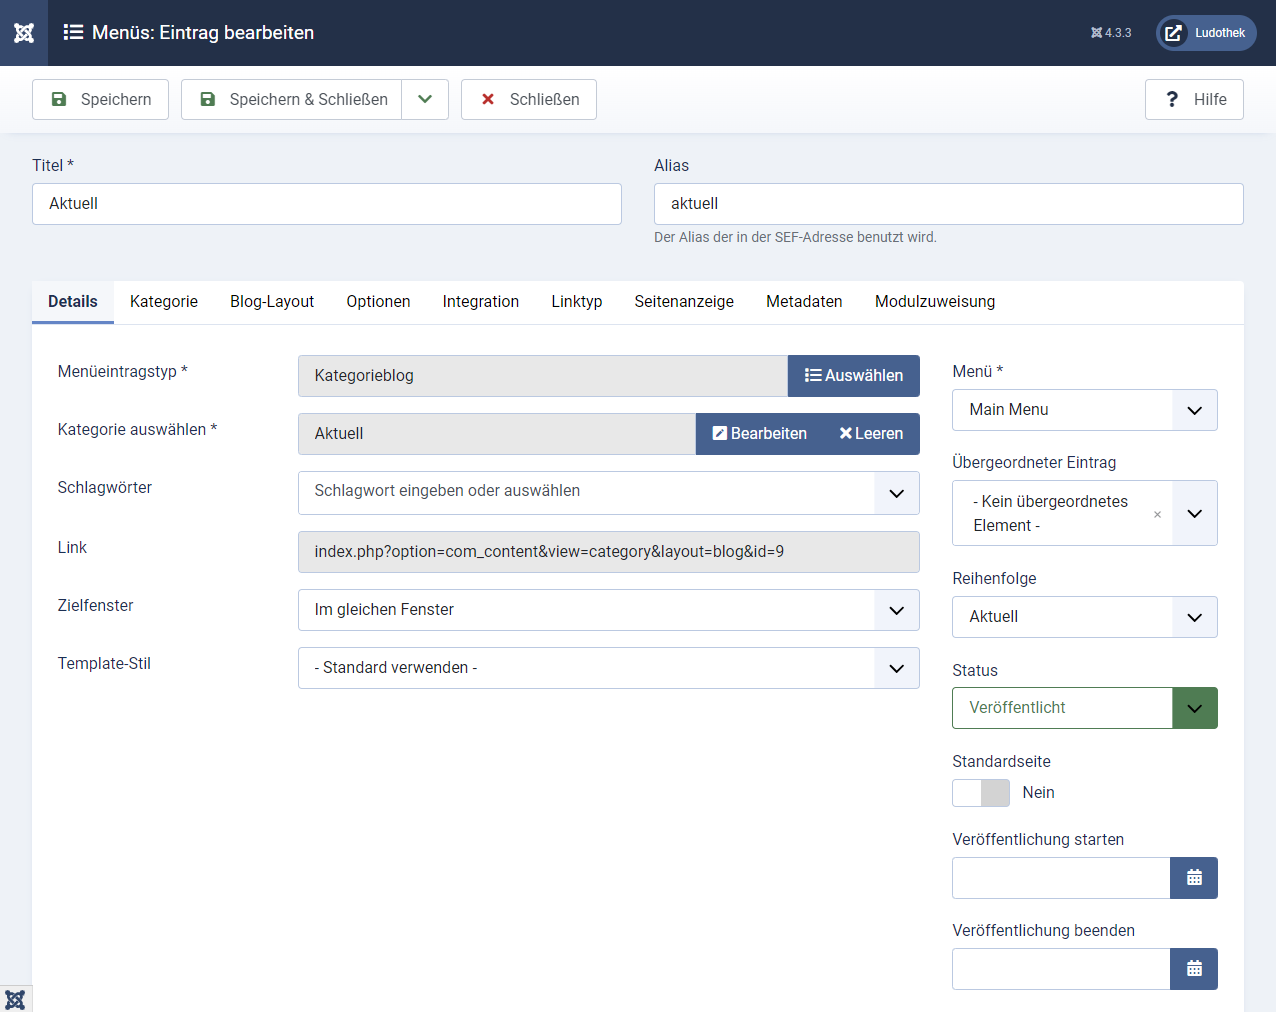 Menüs: Eintrag bearbeiten
4.3.3
Ludothek
Speichern
Speichern & Schließen
Schließen
? Hilfe
Titel *
Alias
Aktuell
aktuell
Der Alias der in der SEF-Adresse benutzt wird.
Details Kategorie Blog-Layout Optionen Integration Linktyp Seitenanzeige Metadaten Modulzuweisung
Menüeintragstyp *
Kategorieblog
Auswählen
Kategorie auswählen *
Aktuell
Bearbeiten
Leeren
Schlagwörter
Schlagwort eingeben oder auswählen
Link
index.php?option=com_content&view=category&layout=blog&id=9
Zielfenster
Im gleichen Fenster
Template-Stil
- Standard verwenden -
Menü *
Main Menu
Übergeordneter Eintrag
- Kein übergeordnetes
Element -
×
Reihenfolge
Aktuell
Status
Veröffentlicht
Standardseite
Nein
Veröffentlichung starten
Veröffentlichung beenden